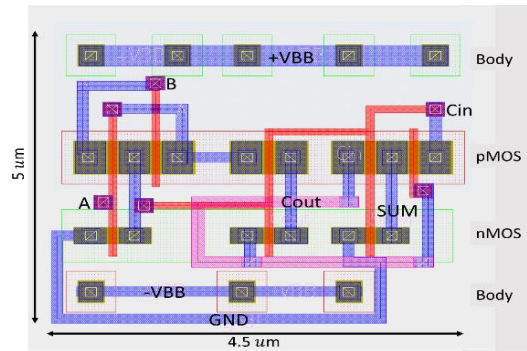 +VBB
Body
B
Cin
pMOS
A
Cout
SUM
nMOS
-VBB
Body
GND
5 um
4.5 um